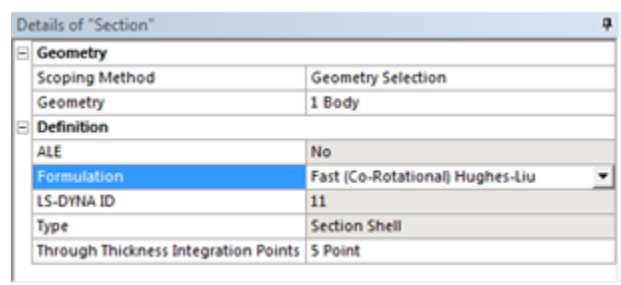 Details of "Section"
Geometry
Scoping Method Geometry Selection
Geometry 1 Body
Definition
ALE No
Formulation Fast (Co-Rotational) Hughes-Liu
LS-DYNA ID 11
Type Section Shell
Through Thickness Integration Points 5 Point